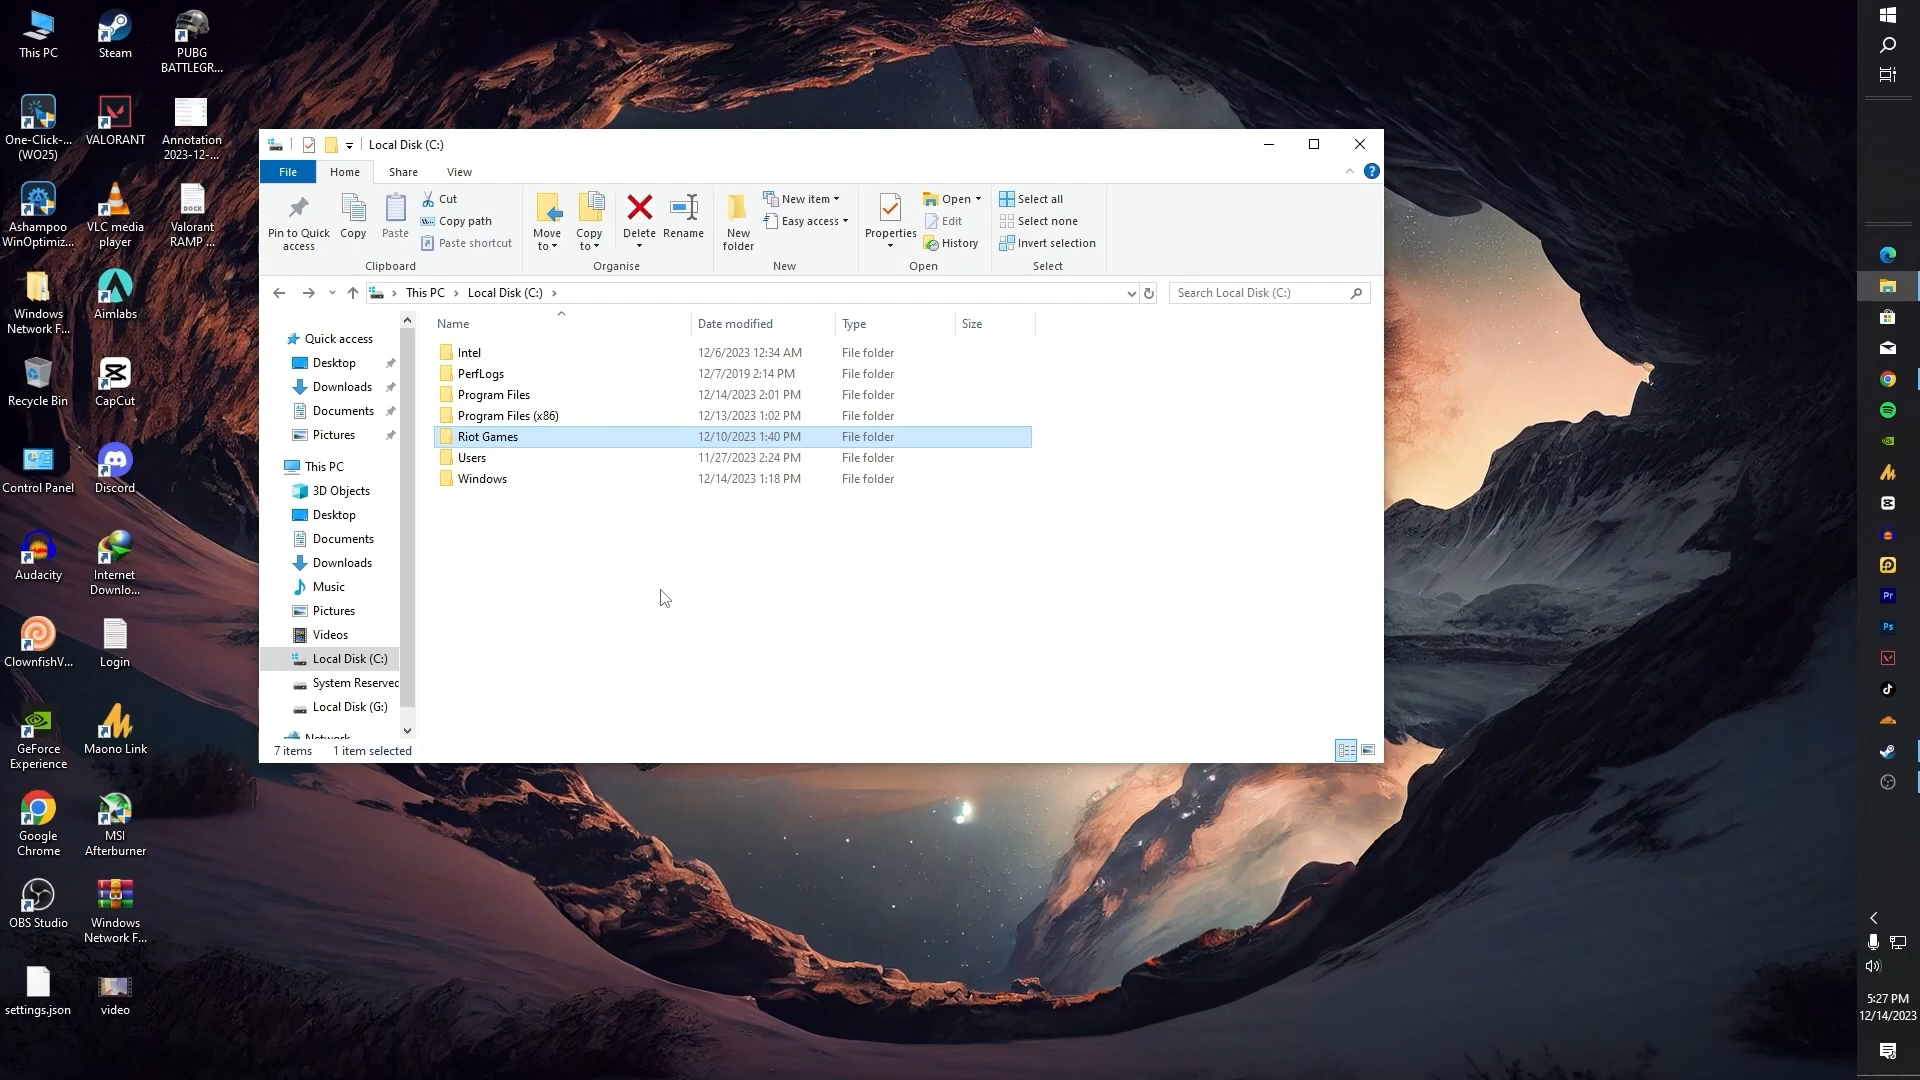 This PC
Steam
PUBG
BATTLEGR...
One-Click-...
(WO25)
VALORANT
Annotation
2023-12-...
Ashampoo
WinOptimiz...
VLC media
player
Valorant
RAMP ...
Windows
Network F...
Aimlabs
Recycle Bin
CapCut
Control Panel
Discord
Audacity
Internet
Downlo...
ClownfishV...
Login
GeForce
Experience
Maono Link
Google
Chrome
MSI
Afterburner
OBS Studio
Windows
Network F...
settings.json
video
Local Disk (C:)
File
Home
Share
View
Pin to Quick
access
Copy
Paste
Cut
Copy path
Paste shortcut
Clipboard
Move
to
Copy
to
Delete
Rename
Organise
New
folder
New item
Easy access
New
Properties
Open
Edit
History
Open
Select all
Select none
Invert selection
Select
This PC
Local Disk (C:)
Search Local Disk (C:)
Quick access
Desktop
Downloads
Documents
Pictures
This PC
3D Objects
Desktop
Documents
Downloads
Music
Pictures
Videos
Local Disk (C:)
System Reserved
Local Disk (G:)
Network
Name Date modified Type Size
Intel 12/6/2023 12:34 AM File folder
PerfLogs 12/7/2019 2:14 PM File folder
Program Files 12/14/2023 2:01 PM File folder
Program Files (x86) 12/13/2023 1:02 PM File folder
Riot Games 12/10/2023 1:40 PM File folder
Users 11/27/2023 2:24 PM File folder
Windows 12/14/2023 1:18 PM File folder
7 items 1 item selected
Pr
Ps
5:27 PM
12/14/2023